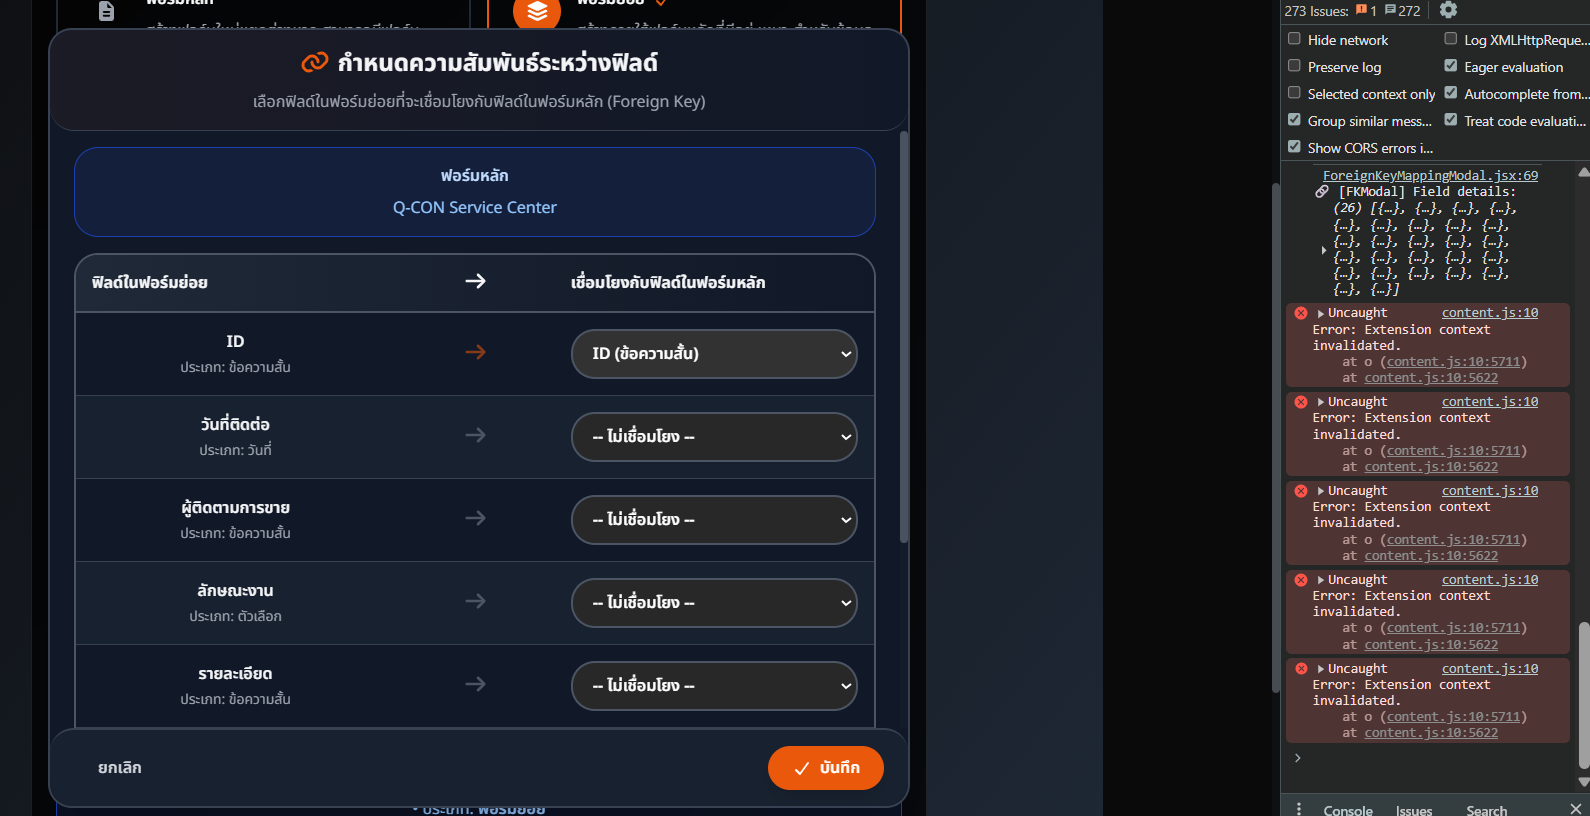 กำหนดความสัมพันธ์ระหว่างฟิลด์
เลือกฟิลด์ในฟอร์มย่อยที่จะเชื่อมโยงกับฟิลด์ในฟอร์มหลัก (Foreign Key)
ฟอร์มหลัก
Q-CON Service Center
ฟิลด์ในฟอร์มย่อย → เชื่อมโยงกับฟิลด์ในฟอร์มหลัก
ID
ประเภท: ข้อความสั้น
ID (ข้อความสั้น)
วันที่ติดต่อ
ประเภท: วันที่
-- ไม่เชื่อมโยง --
ผู้ติดตามการขาย
ประเภท: ข้อความสั้น
-- ไม่เชื่อมโยง --
ลักษณะงาน
ประเภท: ตัวเลือก
-- ไม่เชื่อมโยง --
รายละเอียด
ประเภท: ข้อความสั้น
-- ไม่เชื่อมโยง --
ยกเลิก
บันทึก
• ประเภท: ฟอร์มย่อย
273 Issues: 1 272
Hide network
Log XMLHttpReque...
Preserve log
Eager evaluation
Selected context only
Autocomplete from...
Group similar mess...
Treat code evaluati...
Show CORS errors i...
ForeignKeyMappingModal.jsx:69
[FKModal] Field details:
(26) [{…}, {…}, {…}, {…},
{…}, {…}, {…}, {…}, {…},
{…}, {…}, {…}, {…}, {…},
{…}, {…}, {…}, {…}, {…},
{…}, {…}, {…}, {…}, {…},
{…}, {…}]
Uncaught content.js:10
Error: Extension context
invalidated.
at o (content.js:10:5711)
at content.js:10:5622
Uncaught content.js:10
Error: Extension context
invalidated.
at o (content.js:10:5711)
at content.js:10:5622
Uncaught content.js:10
Error: Extension context
invalidated.
at o (content.js:10:5711)
at content.js:10:5622
Uncaught content.js:10
Error: Extension context
invalidated.
at o (content.js:10:5711)
at content.js:10:5622
Uncaught content.js:10
Error: Extension context
invalidated.
at o (content.js:10:5711)
at content.js:10:5622
Console Issues Search